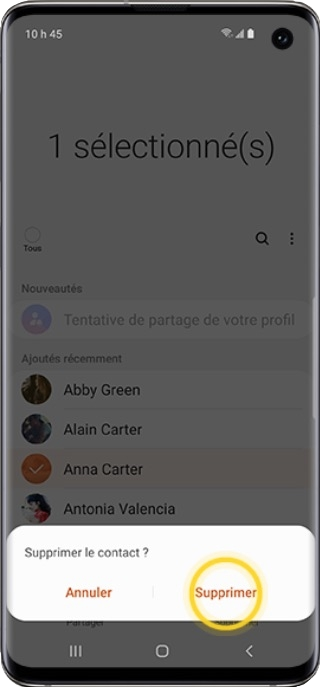 10 h 45
1 sélectionné(s)
Tous
Nouveautés
Tentative de partage de votre profil
Ajoutés récemment
Abby Green
Alain Carter
Anna Carter
Antonia Valencia
Supprimer le contact ?
Annuler
Supprimer
Partager